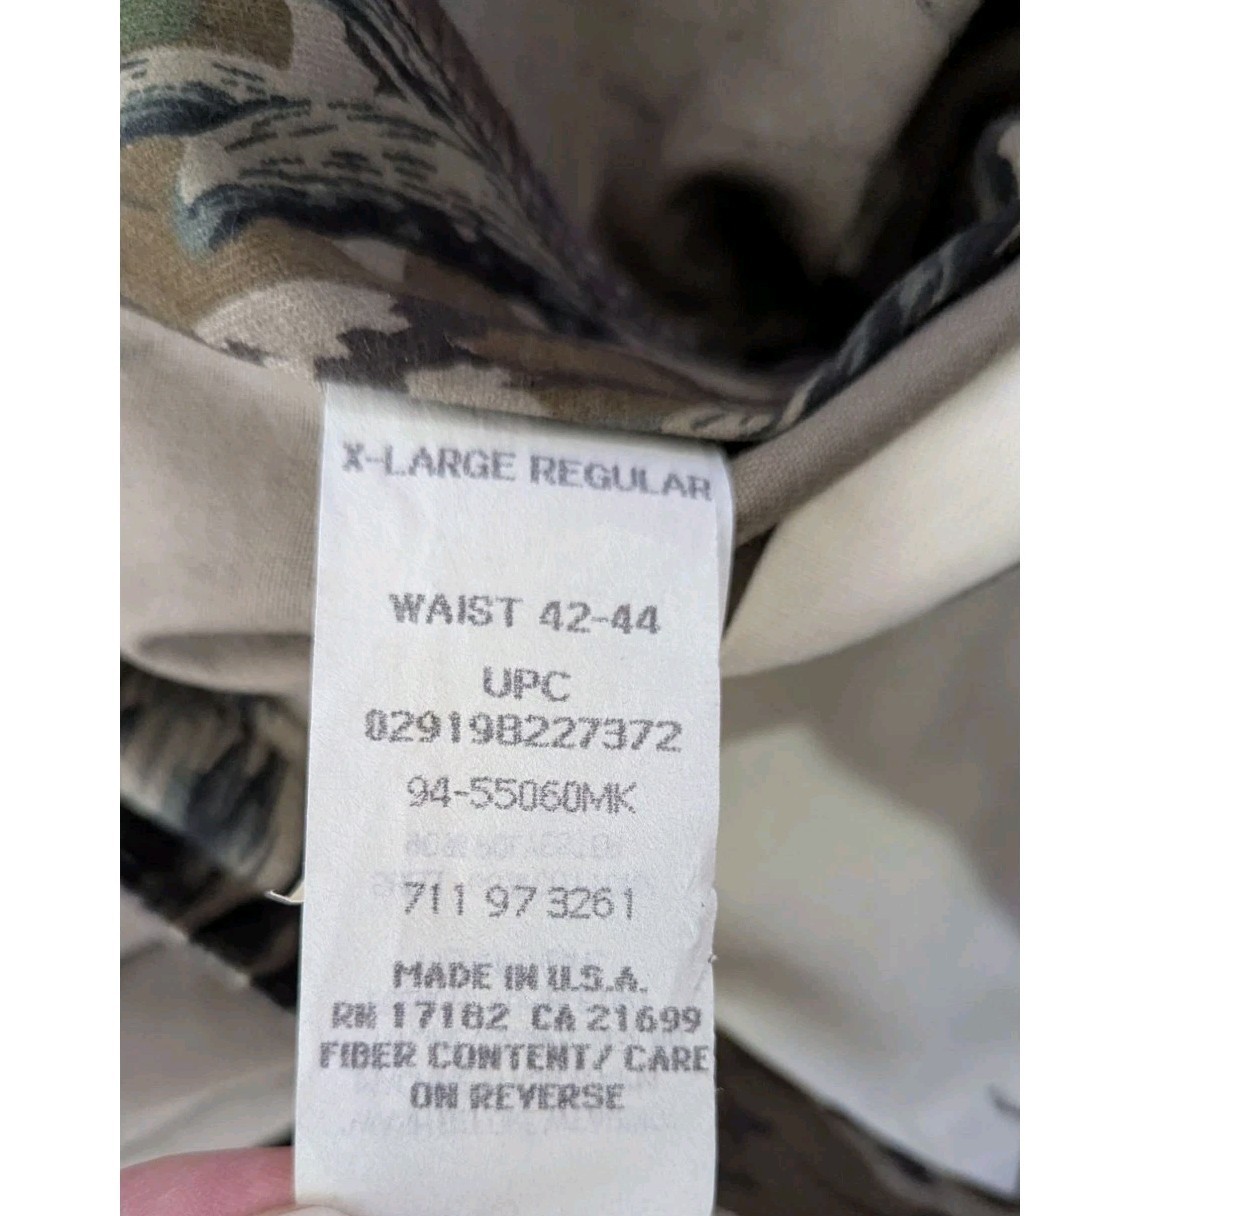 X-LARGE REGULAR
WAIST 42-44
UPC
029198227372
94-55060MK
711 97 3261
MADE IN U.S.A.
RN 17182 CA 21699
FIBER CONTENT/ CARE
ON REVERSE